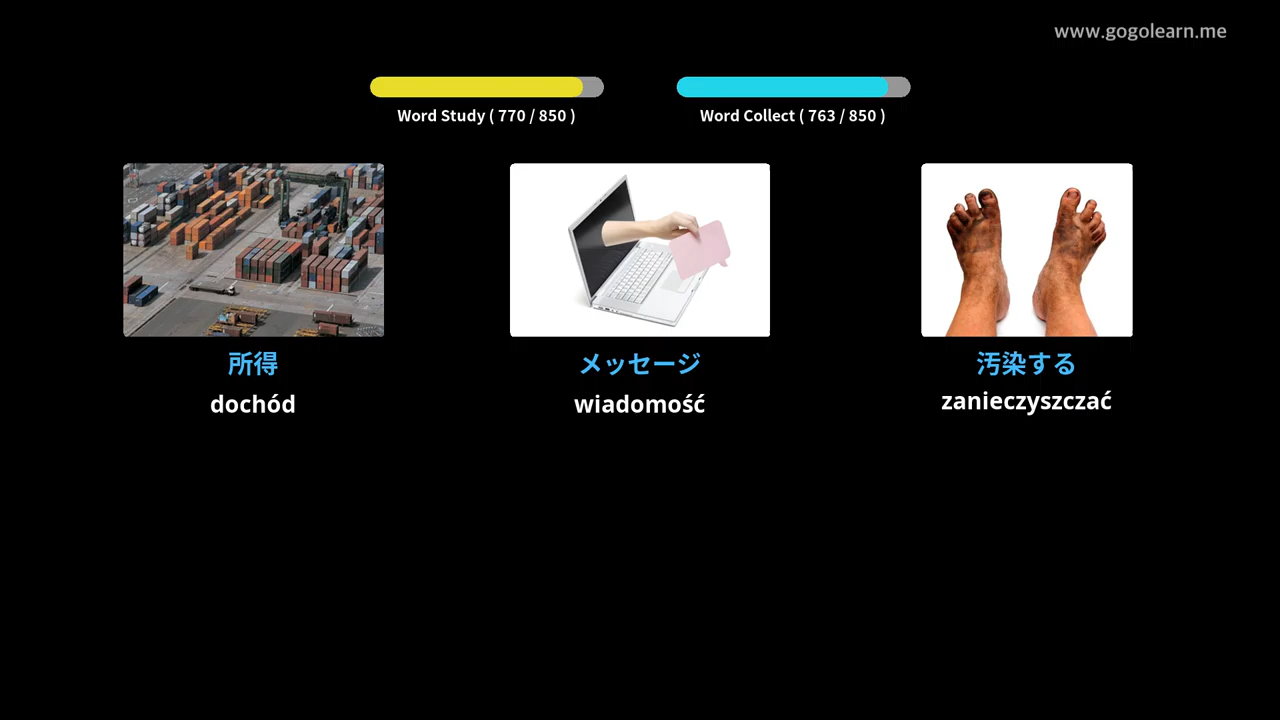 www.gogolearn.me
Word Study ( 770 / 850 )
Word Collect ( 763 / 850 )
所得
メッセージ
汚染する
dochód
wiadomość
zanieczyszczać